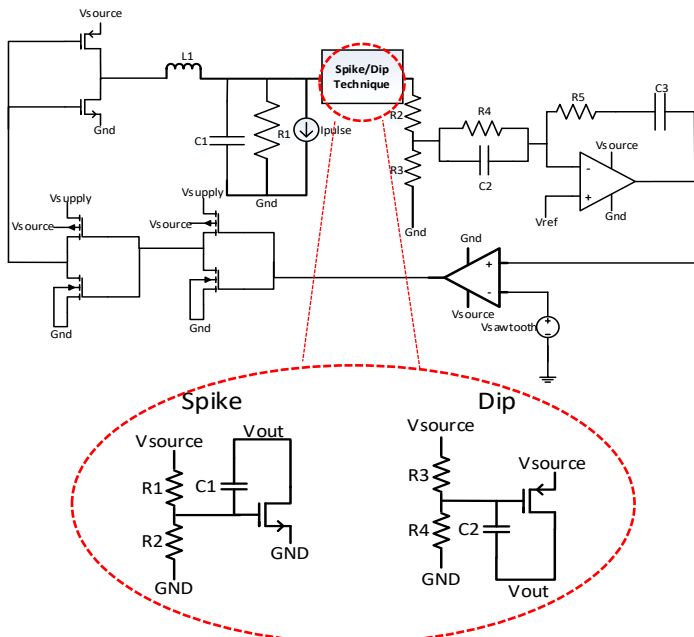 Vsource
L1
Spike/Dip
Technique
Gnd
C1
R1
Ipulse
Gnd
R2
R3
Gnd
R4
C2
R5
C3
Vsource
-
+
Vref
Gnd
Vsupply
Vsource
Gnd
Vsupply
Vsource
Gnd
Gnd
+
-
Vsource
Vsawtooth
+
-
Spike
Vsource
Vout
R1
C1
R2
GND
GND
Dip
Vsource
Vsource
R3
R4
C2
GND
Vout